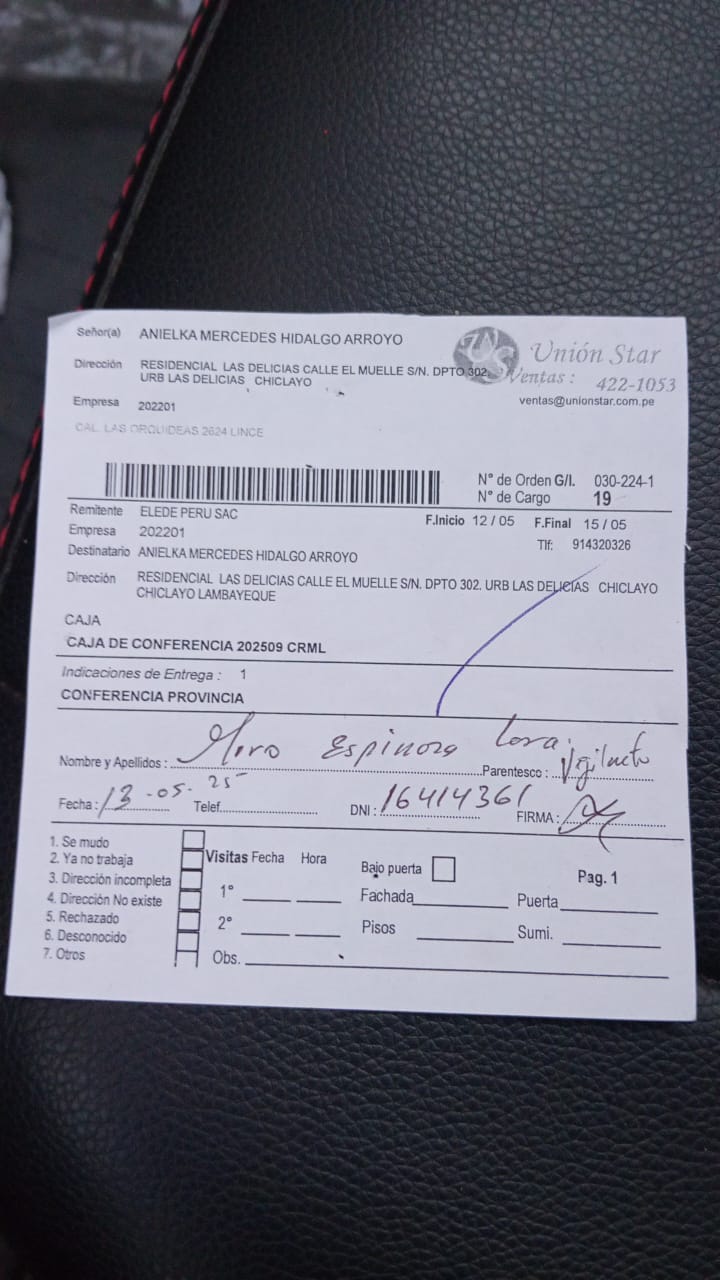 Señor(a) ANIELKA MERCEDES HIDALGO ARROYO
Unión Star
Dirección RESIDENCIAL LAS DELICIAS CALLE EL MUELLE S/N. DPTO 302
URB LAS DELICIAS CHICLAYO
Ventas : 422-1053
ventas@unionstar.com.pe
Empresa 202201
CAL. LAS ORQUIDEAS 2624 LINCE
N° de Orden G/I. 030-224-1
N° de Cargo 19
Remitente ELEDE PERU SAC
F.Inicio 12 / 05 F.Final 15 / 05
Empresa 202201
Tlf: 914320326
Destinatario ANIELKA MERCEDES HIDALGO ARROYO
Dirección RESIDENCIAL LAS DELICIAS CALLE EL MUELLE S/N. DPTO 302. URB LAS DELICIAS CHICLAYO
CHICLAYO LAMBAYEQUE
CAJA
CAJA DE CONFERENCIA 202509 CRML
Indicaciones de Entrega : 1
CONFERENCIA PROVINCIA
Nombre y Apellidos : Espinoza Parentesco :
Fecha : 13-05-25 Telef. DNI : 16414361 FIRMA :
1. Se mudo
2. Ya no trabaja
3. Dirección incompleta
4. Dirección No existe
5. Rechazado
6. Desconocido
7. Otros
Visitas Fecha Hora
1°
2°
Obs.
Bajo puerta
Fachada
Pisos
Pag. 1
Puerta
Sumi.